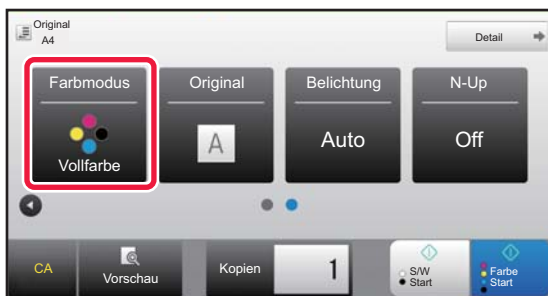 Original
A4
Detail
Farbmodus
Original
Belichtung
N-Up
A
Auto
Off
Vollfarbe
CA
Vorschau
Kopien
1
S/W
Start
Farbe
Start